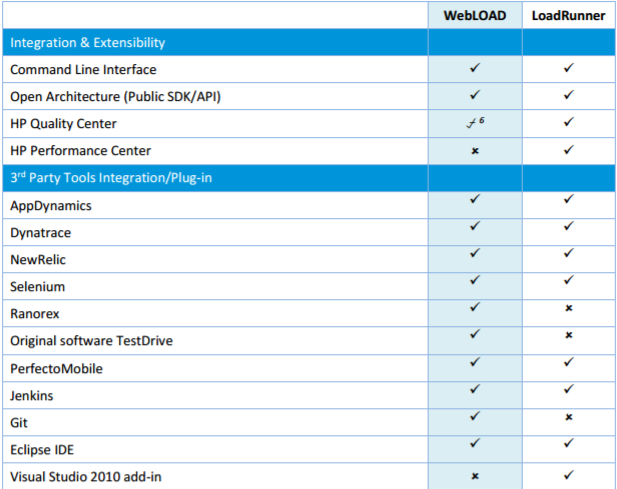 WebLOAD LoadRunner
Integration & Extensibility
Command Line Interface ✓ ✓
Open Architecture (Public SDK/API) ✓ ✓
HP Quality Center ✓̶ 6 ✓
HP Performance Center × ✓
3rd Party Tools Integration/Plug-in
AppDynamics ✓ ✓
Dynatrace ✓ ✓
NewRelic ✓ ✓
Selenium ✓ ✓
Ranorex ✓ ×
Original software TestDrive ✓ ×
PerfectoMobile ✓ ✓
Jenkins ✓ ✓
Git ✓ ×
Eclipse IDE ✓ ✓
Visual Studio 2010 add-in × ✓